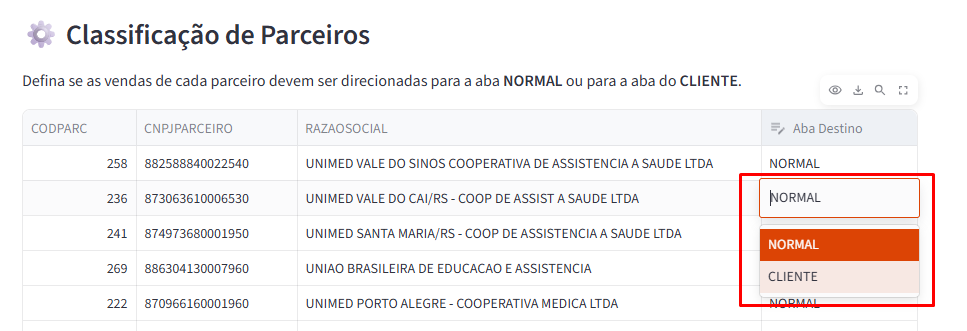 Classificação de Parceiros
Defina se as vendas de cada parceiro devem ser direcionadas para a aba NORMAL ou para a aba do CLIENTE.
CODPARC CNPJPARCEIRO RAZAOSOCIAL Aba Destino
258 882588840022540 UNIMED VALE DO SINOS COOPERATIVA DE ASSISTENCIA A SAUDE LTDA NORMAL
236 873063610006530 UNIMED VALE DO CAI/RS - COOP DE ASSIST A SAUDE LTDA NORMAL
241 874973680001950 UNIMED SANTA MARIA/RS - COOP DE ASSISTENCIA A SAUDE LTDA NORMAL
269 886304130007960 UNIAO BRASILEIRA DE EDUCACAO E ASSISTENCIA CLIENTE
222 870966160001960 UNIMED PORTO ALEGRE - COOPERATIVA MEDICA LTDA NORMAL